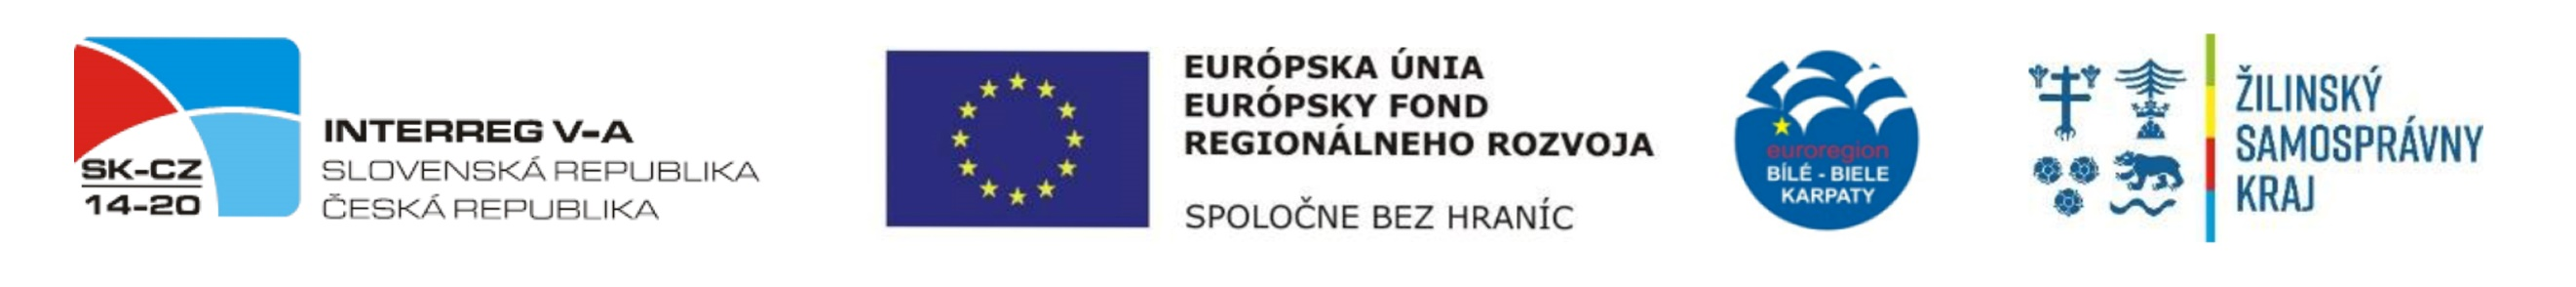 SK-CZ
14-20
INTERREG V-A
SLOVENSKÁ REPUBLIKA
ČESKÁ REPUBLIKA
EURÓPSKA ÚNIA
EURÓPSKY FOND
REGIONÁLNEHO ROZVOJA
SPOLOČNE BEZ HRANÍC
euroregion
BÍLÉ - BIELE
KARPATY
ŽILINSKÝ
SAMOSPRÁVNY
KRAJ